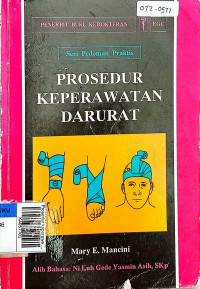 072-0577
PENERBIT BUKU KEDOKTERAN
EGC
Seri Pedoman Praktis
PROSEDUR
KEPERAWATAN
DARURAT
Mary E. Mancini
Alih Bahasa: Ni Luh Gede Yasmin Asih, SKp